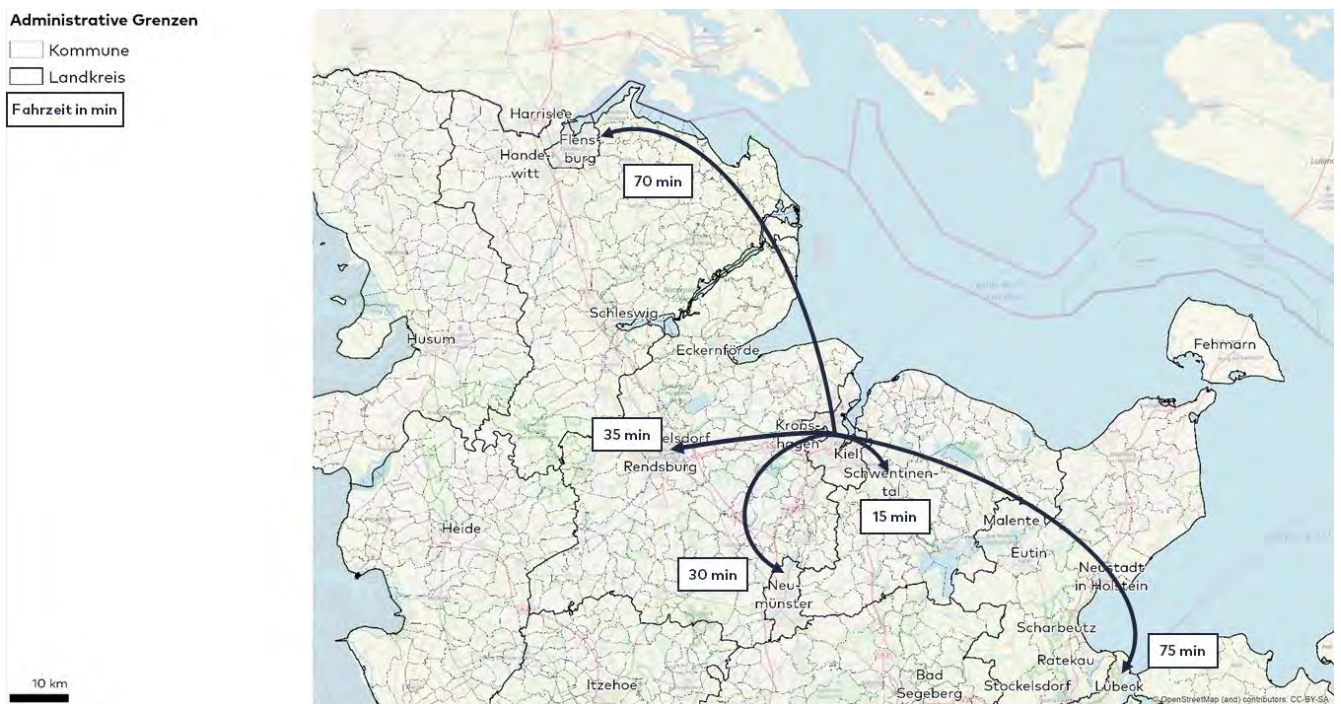 Administrative Grenzen
Kommune
Landkreis
Fahrzeit in min
Harrislee
Flens-
burg
Hande-
witt
70 min
Schleswig
Husum
Eckernförde
Fehmarn
35 min
elsdorf
Rendsburg
Krons-
hagen
Kiel
Schwentinen-
tal
15 min
Heide
Malente
Eutin
30 min
Neu-
münster
Neustadt
in Holstein
Scharbeutz
75 min
Ratekau
Itzehoe
Bad
Segeberg
Stockelsdorf
Lübeck
10 km
© OpenStreetMap (and) contributors, CC-BY-SA